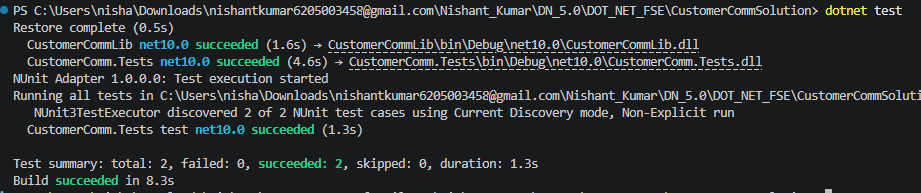 PS C:\Users\nisha\Downloads\nishantkumar6205003458@gmail.com\Nishant_Kumar\DN_5.0\DOT_NET_FSE\CustomerCommSolution> dotnet test
Restore complete (0.5s)
  CustomerCommLib net10.0 succeeded (1.6s) → CustomerCommLib\bin\Debug\net10.0\CustomerCommLib.dll
  CustomerComm.Tests net10.0 succeeded (4.6s) → CustomerComm.Tests\bin\Debug\net10.0\CustomerComm.Tests.dll
NUnit Adapter 1.0.0.0: Test execution started
Running all tests in C:\Users\nisha\Downloads\nishantkumar6205003458@gmail.com\Nishant_Kumar\DN_5.0\DOT_NET_FSE\CustomerCommSoluti
   NUnit3TestExecutor discovered 2 of 2 NUnit test cases using Current Discovery mode, Non-Explicit run
  CustomerComm.Tests test net10.0 succeeded (1.3s)

Test summary: total: 2, failed: 0, succeeded: 2, skipped: 0, duration: 1.3s
Build succeeded in 8.3s